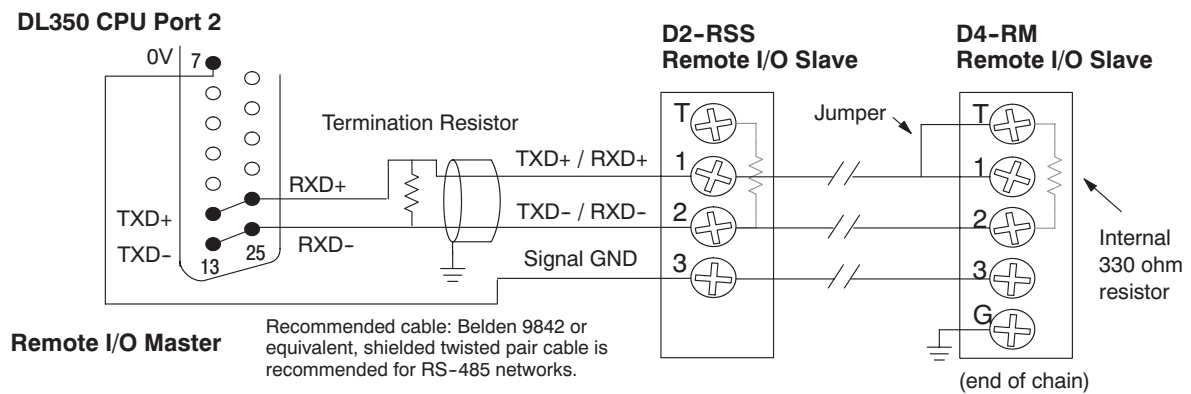 DL350 CPU Port 2
0V
7
TXD+
TXD-
13
25
RXD+
RXD-
Termination Resistor
TXD+ / RXD+
TXD- / RXD-
Signal GND
D2-RSS
Remote I/O Slave
T
1
2
3
Jumper
D4-RM
Remote I/O Slave
T
1
2
3
G
Internal
330 ohm
resistor
(end of chain)
Remote I/O Master
Recommended cable: Belden 9842 or
equivalent, shielded twisted pair cable is
recommended for RS-485 networks.